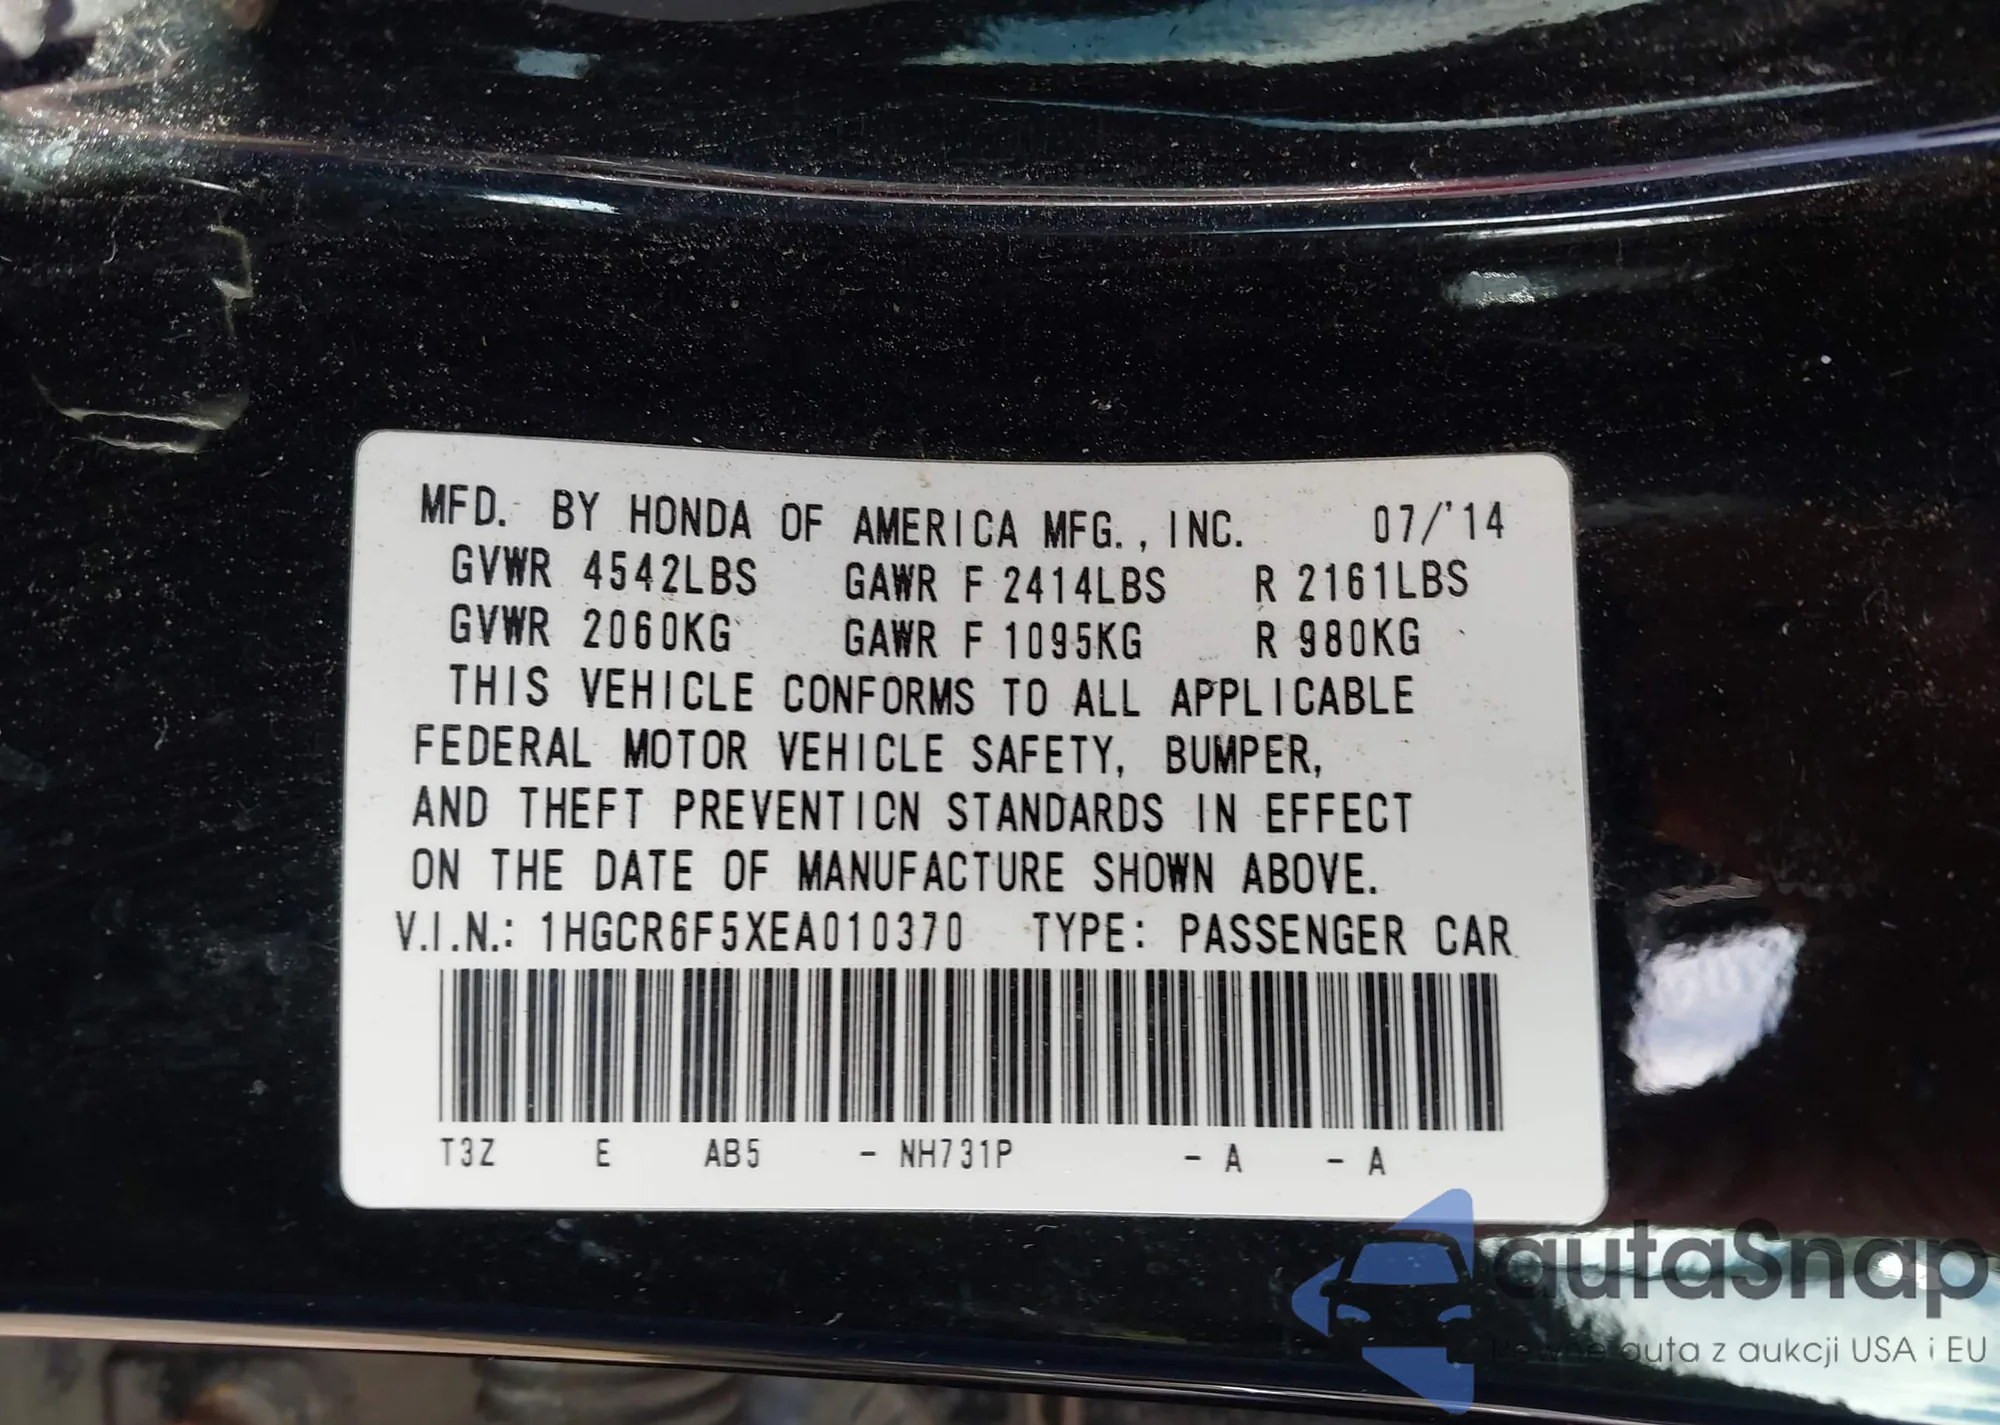 MFD. BY HONDA OF AMERICA MFG., INC. 07/'14
GVWR 4542LBS GAWR F 2414LBS R 2161LBS
GVWR 2060KG GAWR F 1095KG R 980KG
THIS VEHICLE CONFORMS TO ALL APPLICABLE
FEDERAL MOTOR VEHICLE SAFETY, BUMPER,
AND THEFT PREVENTION STANDARDS IN EFFECT
ON THE DATE OF MANUFACTURE SHOWN ABOVE.
V.I.N.: 1HGCR6F5XEA010370 TYPE: PASSENGER CAR
T3Z E AB5 - NH731P - A - A
autaSnap
Pewne auta z aukcji USA i EU